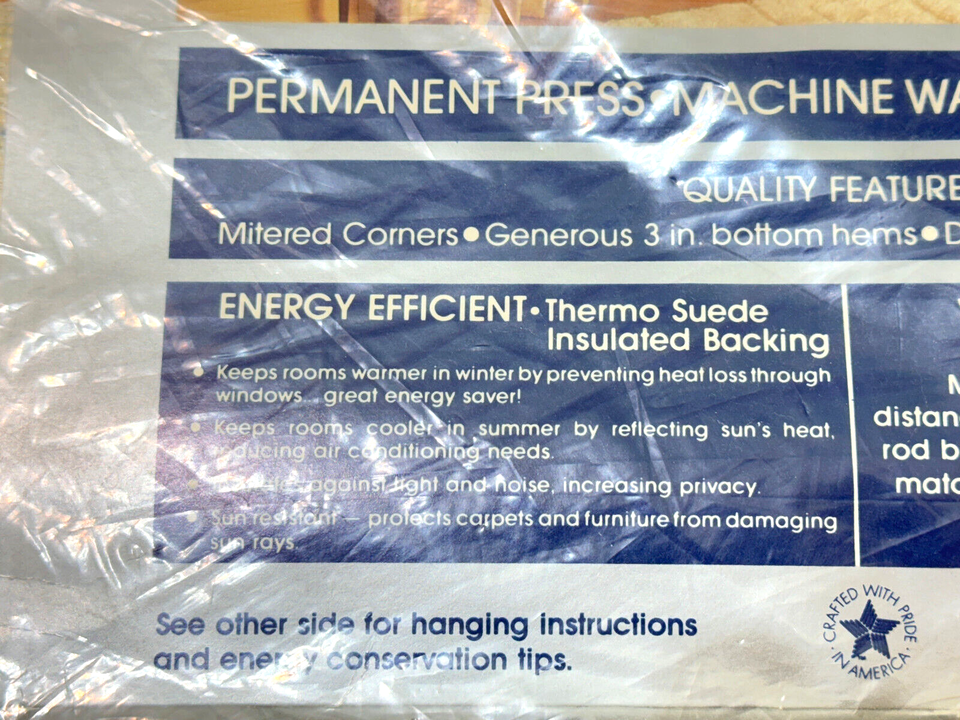 PERMANENT PRESS • MACHINE WA
QUALITY FEATURE
Mitered Corners • Generous 3 in. bottom hems • D
ENERGY EFFICIENT • Thermo Suede
Insulated Backing
• Keeps rooms warmer in winter by preventing heat loss through
windows... great energy saver!
• Keeps rooms cooler in summer by reflecting sun's heat,
reducing air conditioning needs.
• against light and noise, increasing privacy.
• Sun resistant — protects carpets and furniture from damaging
sun rays.
M
distan
rod b
matc
See other side for hanging instructions
and energy conservation tips.
CRAFTED WITH PRIDE
• IN AMERICA •